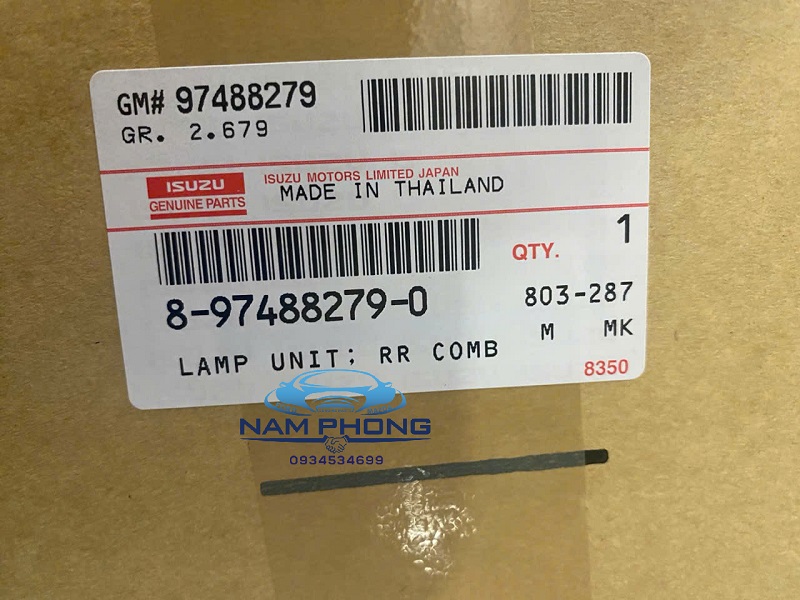 GM# 97488279
GR. 2.679
ISUZU
GENUINE PARTS
ISUZU MOTORS LIMITED JAPAN
MADE IN THAILAND
QTY. 1
8-97488279-0
803-287
M MK
LAMP UNIT; RR COMB
8350
NAM PHONG
0934534699